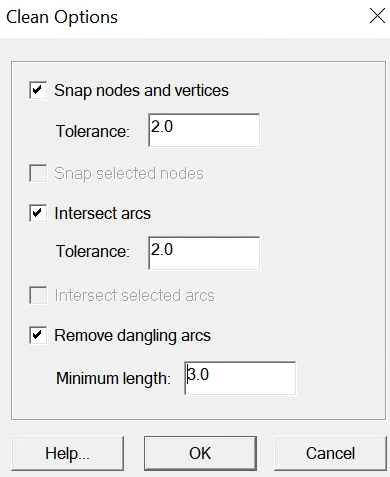 Clean Options
Snap nodes and vertices
Tolerance: 2.0
Snap selected nodes
Intersect arcs
Tolerance: 2.0
Intersect selected arcs
Remove dangling arcs
Minimum length: 3.0
Help... OK Cancel